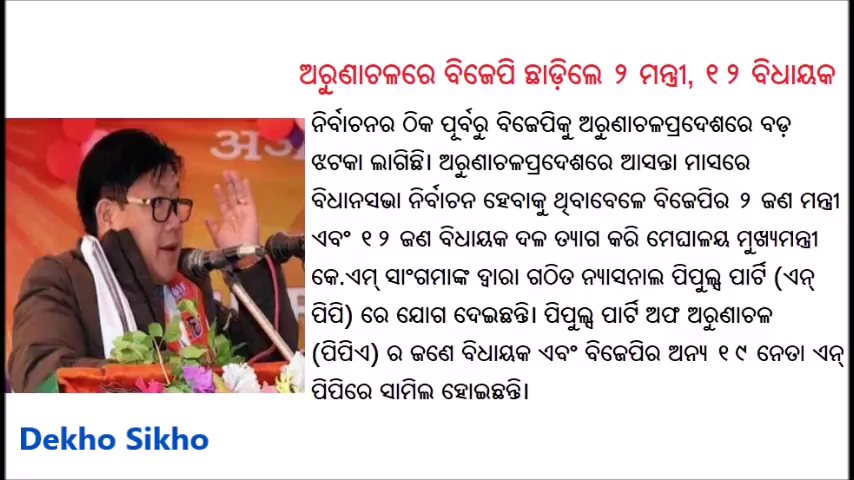 ଅରୁଣାଚଳରେ ବିଜେପି ଛାଡ଼ିଲେ ୨ ମନ୍ତ୍ରୀ, ୧୨ ବିଧାୟକ
ନିର୍ବାଚନର ଠିକ ପୂର୍ବରୁ ବିଜେପିକୁ ଅରୁଣାଚଳପ୍ରଦେଶରେ ବଡ଼
ଝଟକା ଲାଗିଛି। ଅରୁଣାଚଳପ୍ରଦେଶରେ ଆସନ୍ତା ମାସରେ
ବିଧାନସଭା ନିର୍ବାଚନ ହେବାକୁ ଥିବାବେଳେ ବିଜେପିର ୨ ଜଣ ମନ୍ତ୍ରୀ
ଏବଂ ୧୨ ଜଣ ବିଧାୟକ ଦଳ ତ୍ୟାଗ କରି ମେଘାଳୟ ମୁଖ୍ୟମନ୍ତ୍ରୀ
କେ.ଏମ୍ ସାଂଗମାଙ୍କ ଦ୍ୱାରା ଗଠିତ ନ୍ୟାସନାଲ ପିପୁଲ୍ସ ପାର୍ଟି (ଏନ୍
ପିପି) ରେ ଯୋଗ ଦେଇଛନ୍ତି। ପିପୁଲ୍ସ ପାର୍ଟି ଅଫ ଅରୁଣାଚଳ
(ପିପିଏ) ର ଜଣେ ବିଧାୟକ ଏବଂ ବିଜେପିର ଅନ୍ୟ ୧୯ ନେତା ଏନ୍
ପିପିରେ ସାମିଲ ହୋଇଛନ୍ତି।
Dekho Sikho